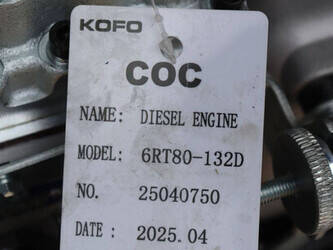 KOFO
COC
NAME: DIESEL ENGINE
MODEL: 6RT80-132D
NO. 25040750
DATE: 2025.04